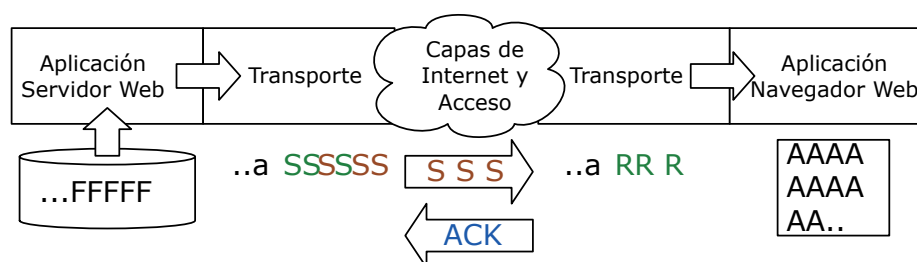 Aplicación
Servidor Web
Transporte
Capas de
Internet y
Acceso
Transporte
Aplicación
Navegador Web
...FFFFF
..a SSSSSS
S S S
..a RR R
AAAA
AAAA
AA..
ACK